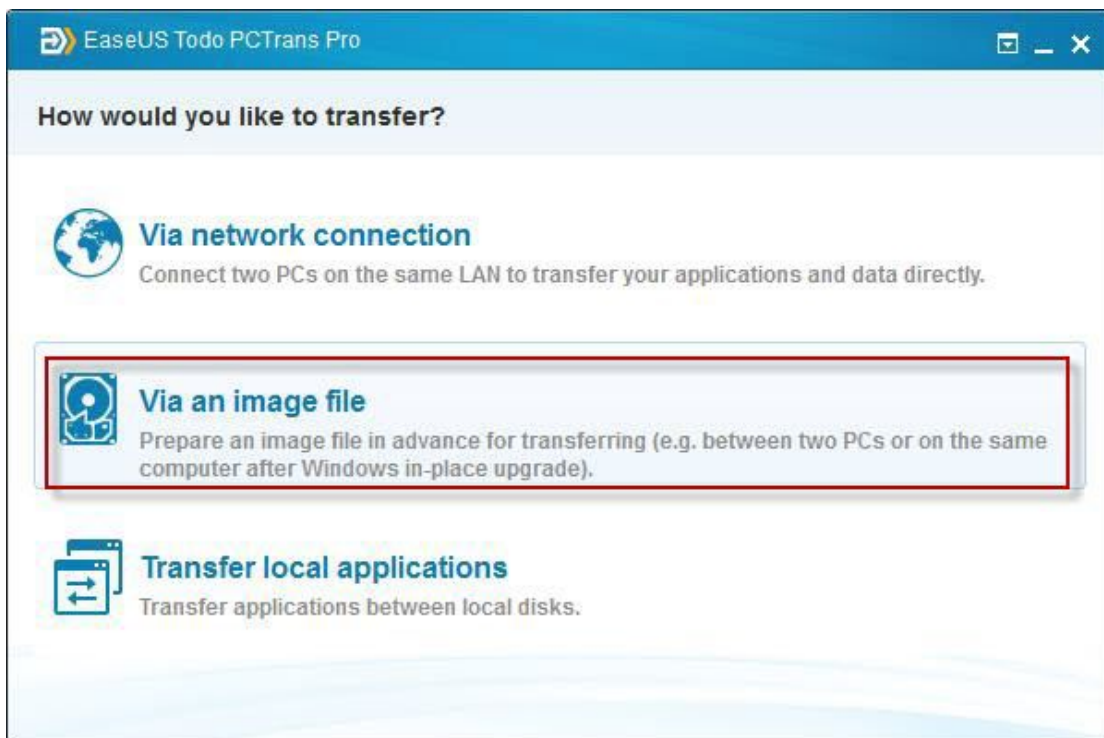 EaseUS Todo PCTrans Pro
How would you like to transfer?
Via network connection
Connect two PCs on the same LAN to transfer your applications and data directly.
Via an image file
Prepare an image file in advance for transferring (e.g. between two PCs or on the same
computer after Windows in-place upgrade).
Transfer local applications
Transfer applications between local disks.